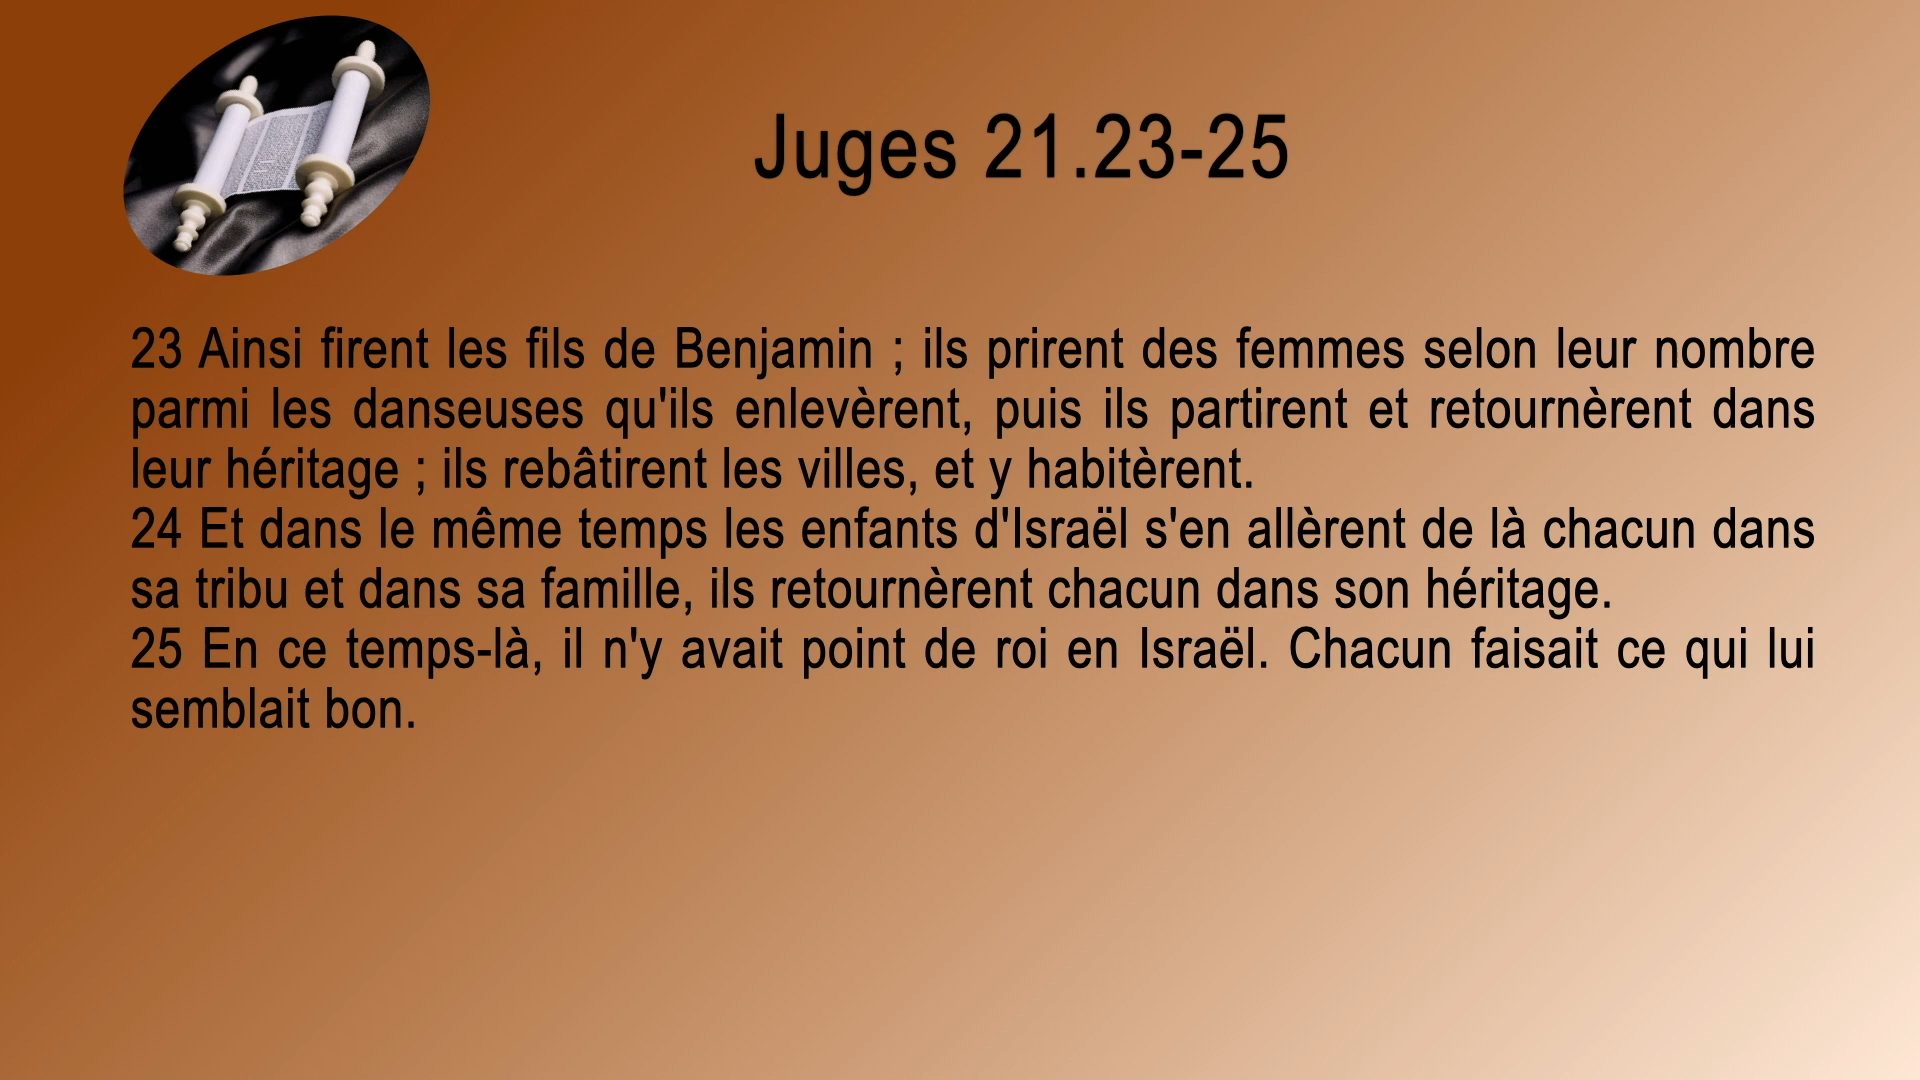 Juges 21.23-25
23 Ainsi firent les fils de Benjamin ; ils prirent des femmes selon leur nombre
parmi les danseuses qu'ils enlevèrent, puis ils partirent et retournèrent dans
leur héritage ; ils rebâtirent les villes, et y habitèrent.
24 Et dans le même temps les enfants d'Israël s'en allèrent de là chacun dans
sa tribu et dans sa famille, ils retournèrent chacun dans son héritage.
25 En ce temps-là, il n'y avait point de roi en Israël. Chacun faisait ce qui lui
semblait bon.